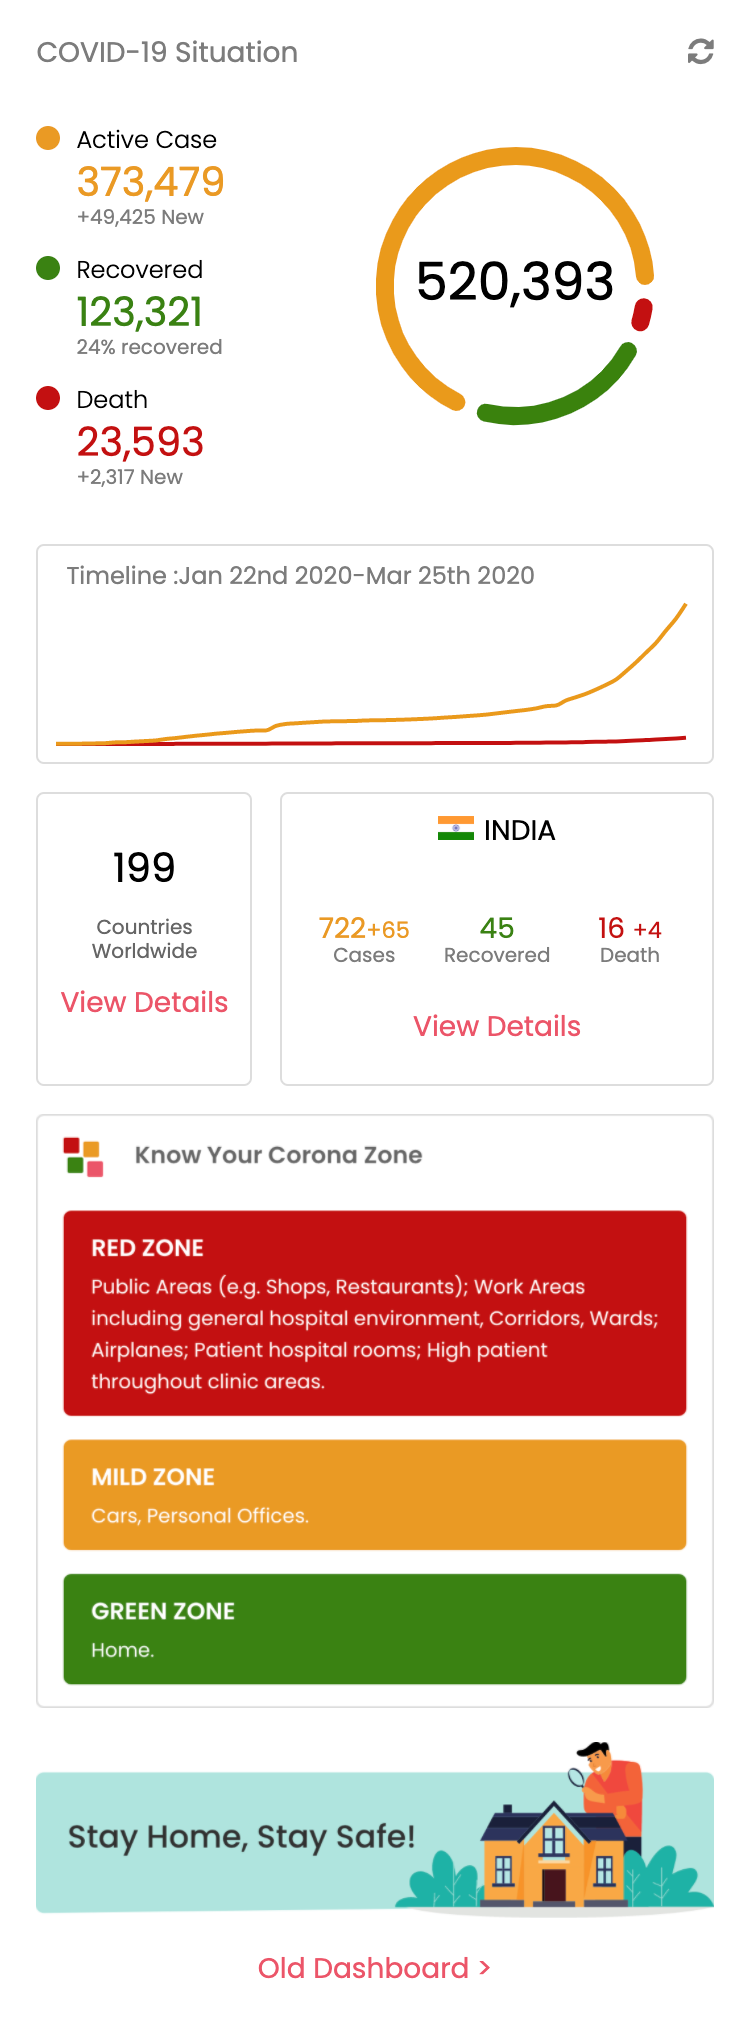 COVID-19 Situation
Active Case
373,479
+49,425 New
Recovered
123,321
24% recovered
Death
23,593
+2,317 New
520,393
Timeline :Jan 22nd 2020-Mar 25th 2020
199
Countries
Worldwide
View Details
INDIA
722+65
Cases
45
Recovered
16 +4
Death
View Details
Know Your Corona Zone
RED ZONE
Public Areas (e.g. Shops, Restaurants); Work Areas
including general hospital environment, Corridors, Wards;
Airplanes; Patient hospital rooms; High patient
throughout clinic areas.
MILD ZONE
Cars, Personal Offices.
GREEN ZONE
Home.
Stay Home, Stay Safe!
Old Dashboard >